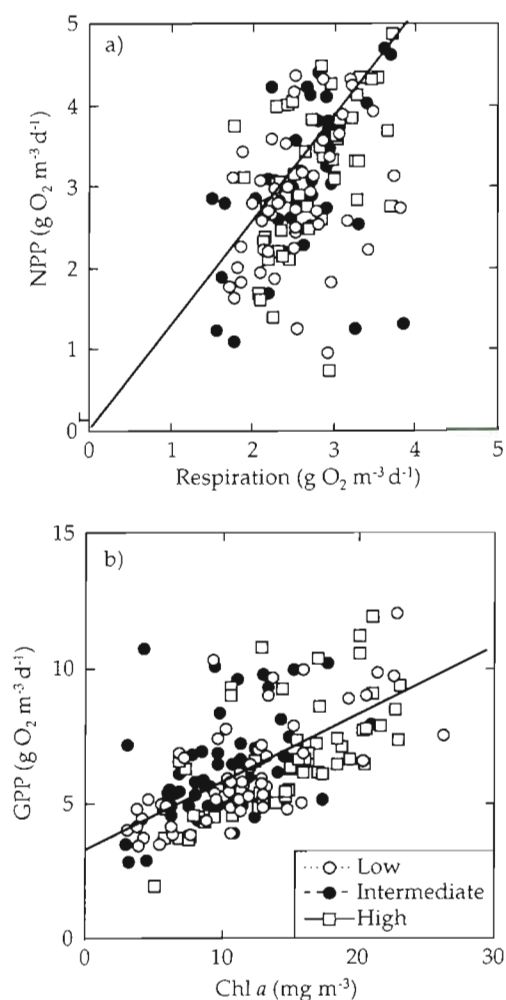 a)
5
4
3
2
1
0
NPP (g O₂ m⁻³ d⁻¹)
0 1 2 3 4 5
Respiration (g O₂ m⁻³ d⁻¹)
b)
15
10
5
0
GPP (g O₂ m⁻³ d⁻¹)
Low
Intermediate
High
0 10 20 30
Chl a (mg m⁻³)